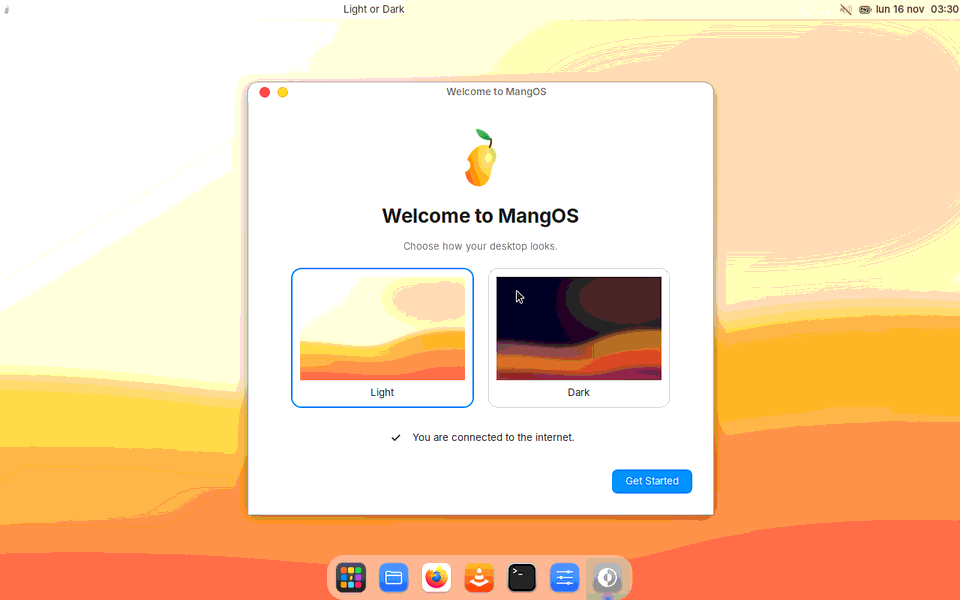 Light or Dark
lun 16 nov 03:30
Welcome to MangOS
Welcome to MangOS
Choose how your desktop looks.
Light
Dark
You are connected to the internet.
Get Started